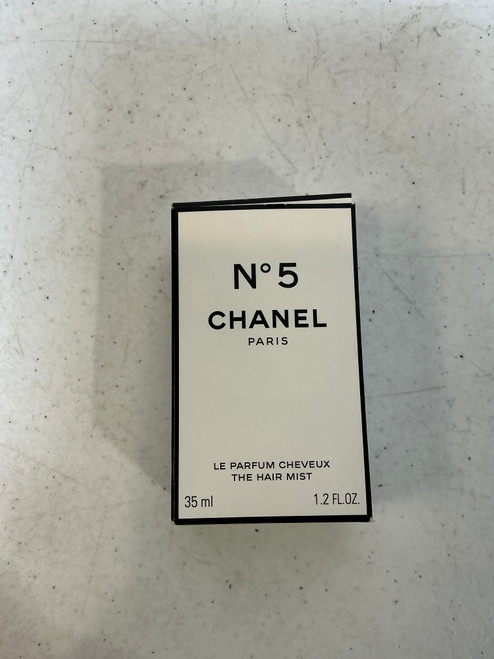 N°5
CHANEL
PARIS
LE PARFUM CHEVEUX
THE HAIR MIST
35 ml 1.2 FL.OZ.